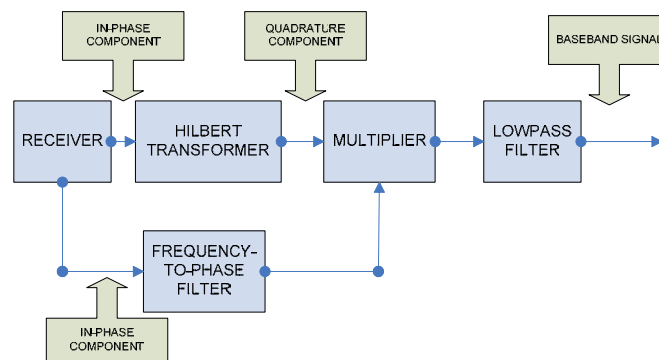 IN-PHASE
COMPONENT
QUADRATURE
COMPONENT
BASEBAND SIGNAL
RECEIVER
HILBERT
TRANSFORMER
MULTIPLIER
LOWPASS
FILTER
FREQUENCY-
TO-PHASE
FILTER
IN-PHASE
COMPONENT